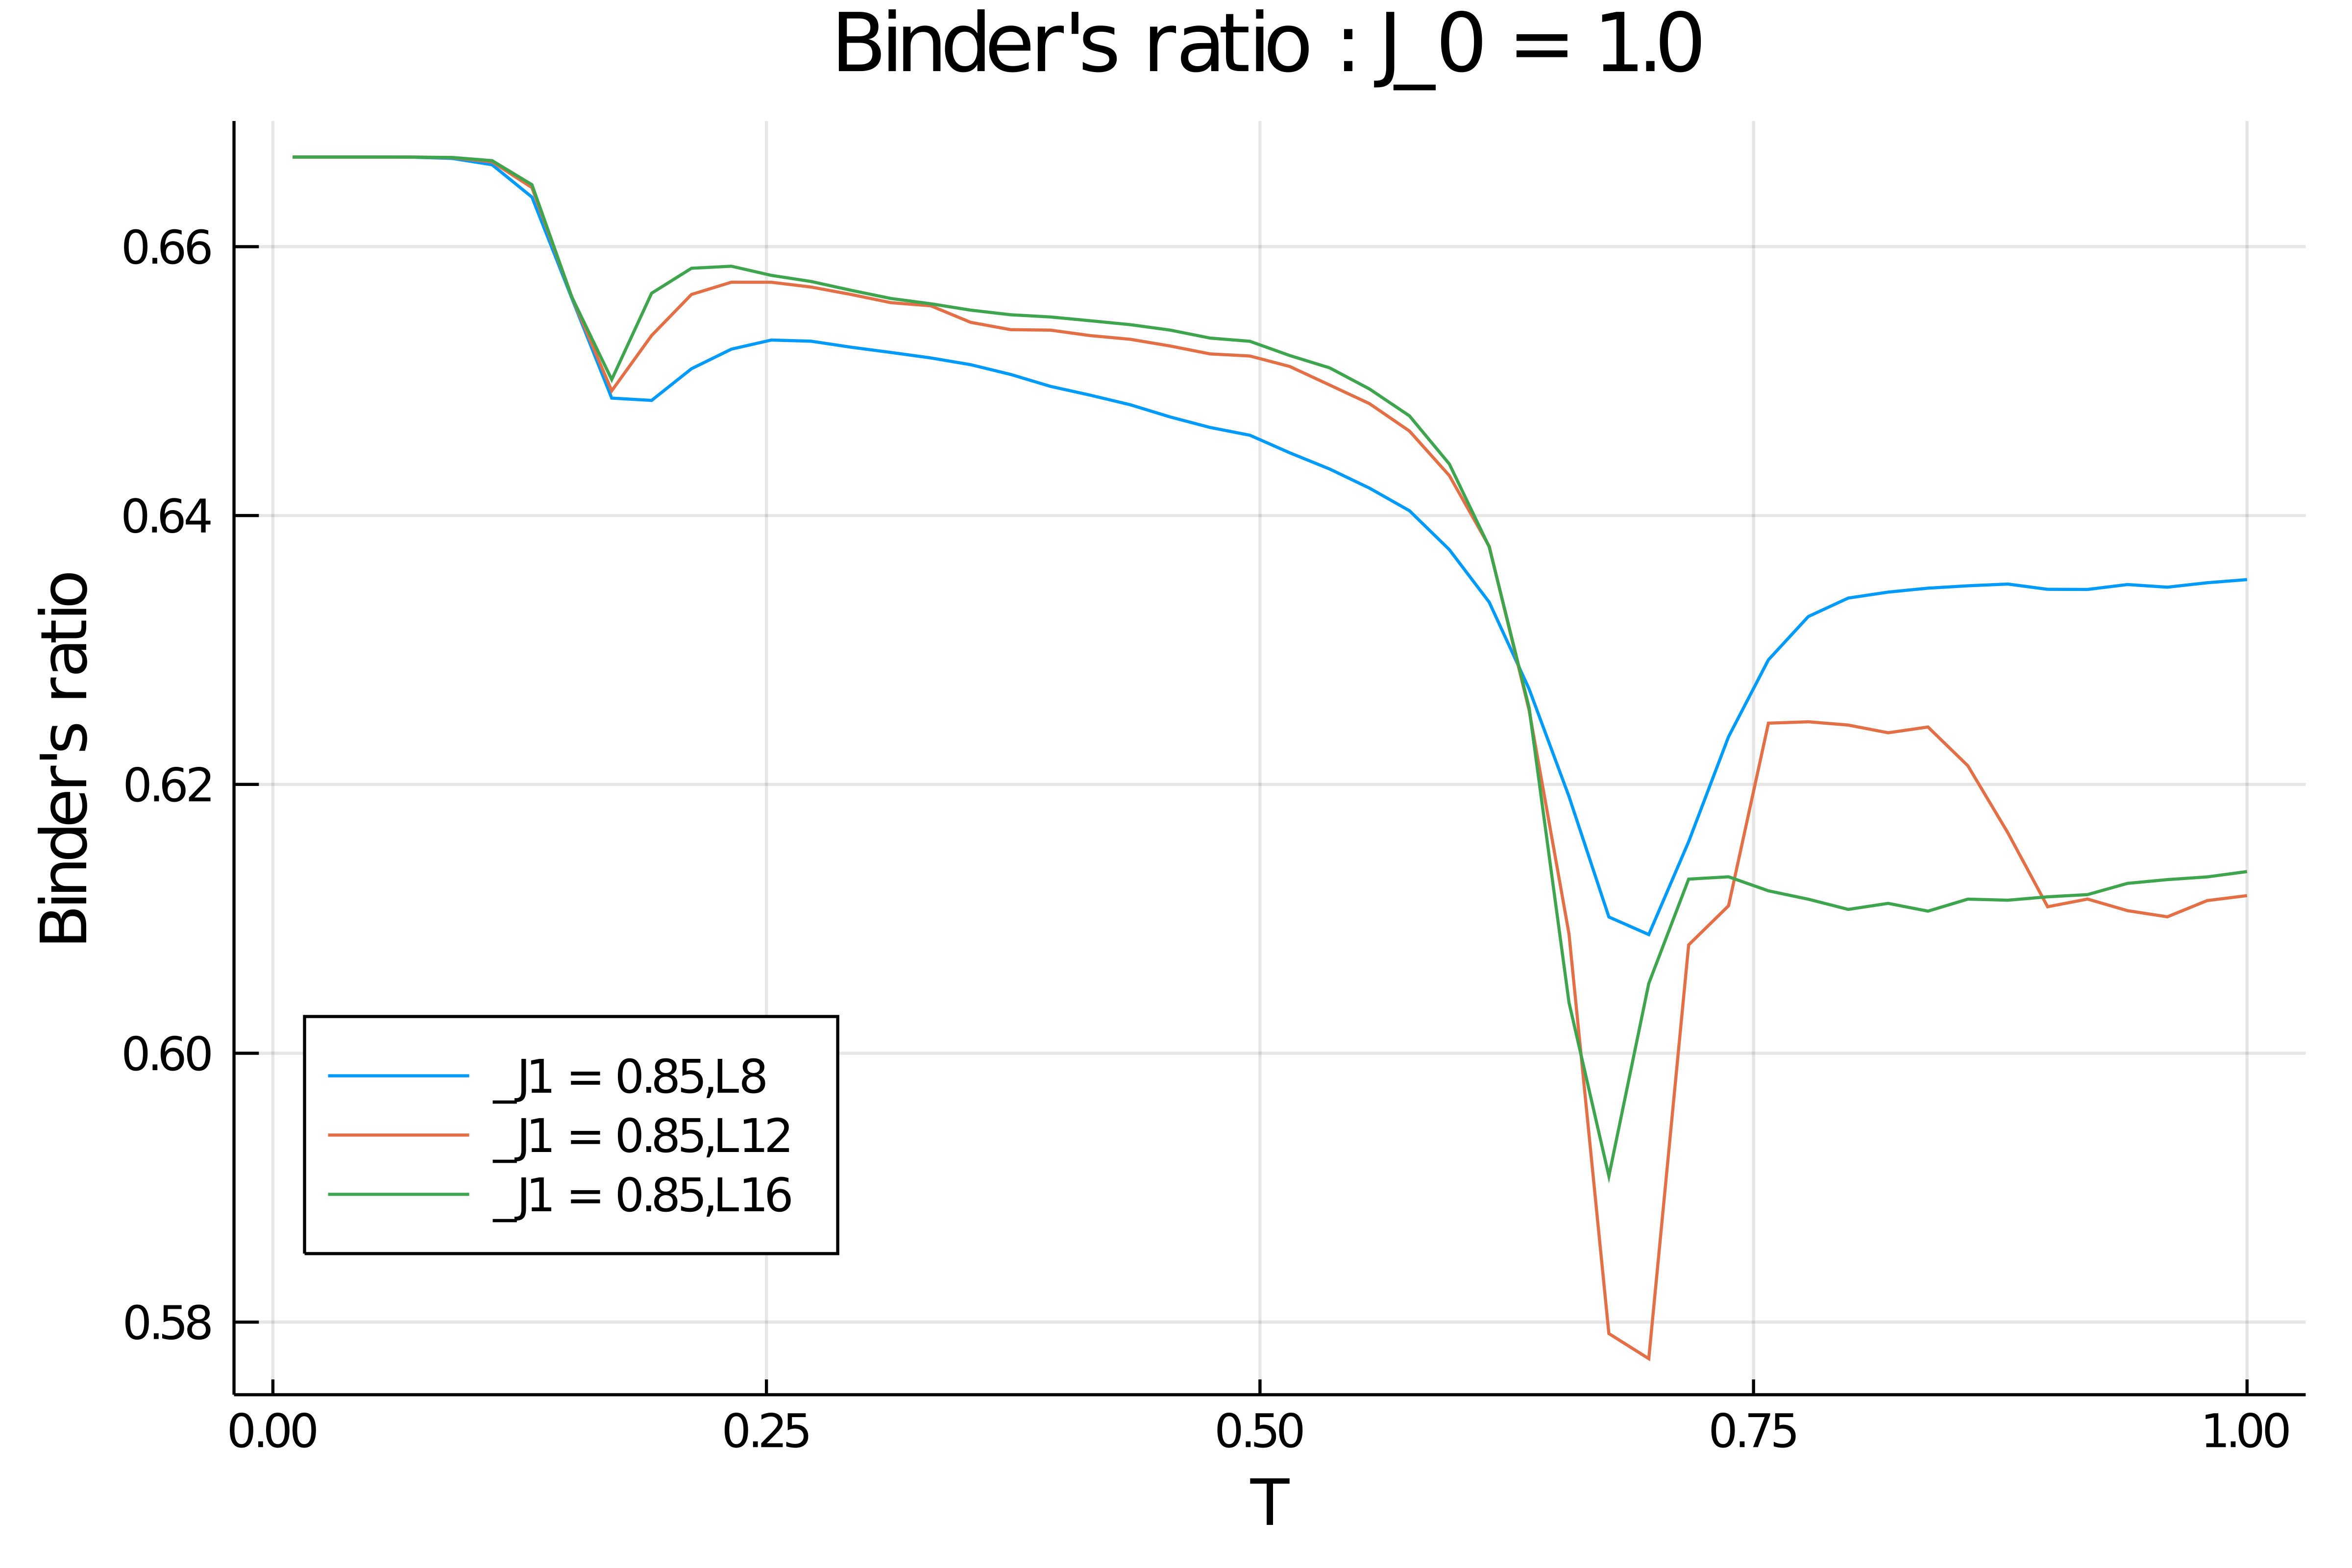 Binder's ratio : J_0 = 1.0
Binder's ratio
0.66
0.64
0.62
0.60
0.58
_J1 = 0.85,L8
_J1 = 0.85,L12
_J1 = 0.85,L16
0.00
0.25
0.50
0.75
1.00
T